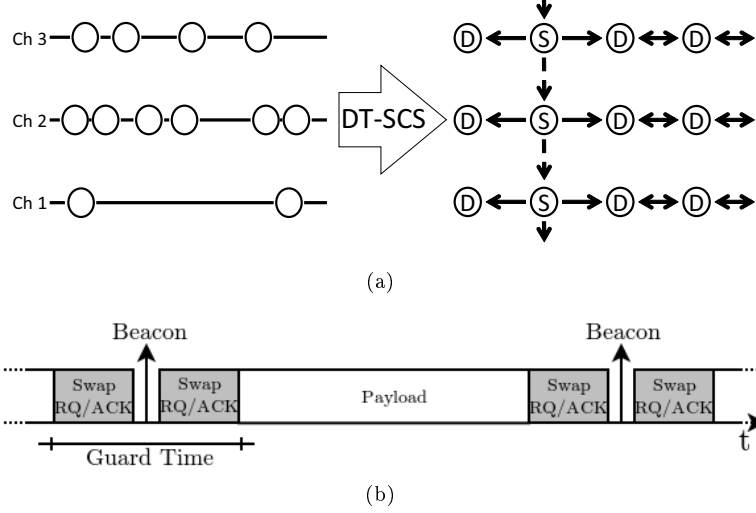 Ch 3
D S D D
Ch 2
DT-SCS
D S D D
Ch 1
D S D D
(a)
Beacon Beacon
Swap RQ/ACK
Swap RQ/ACK
Payload
Swap RQ/ACK
Swap RQ/ACK
t
Guard Time
(b)